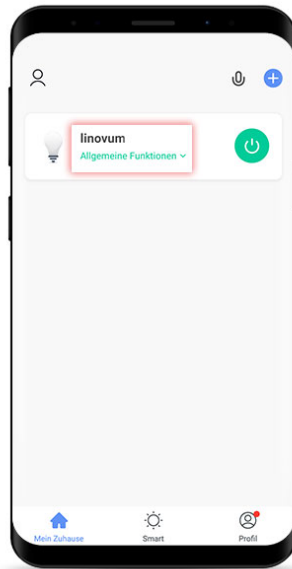 linovum
Allgemeine Funktionen
Mein Zuhause
Smart
Profil